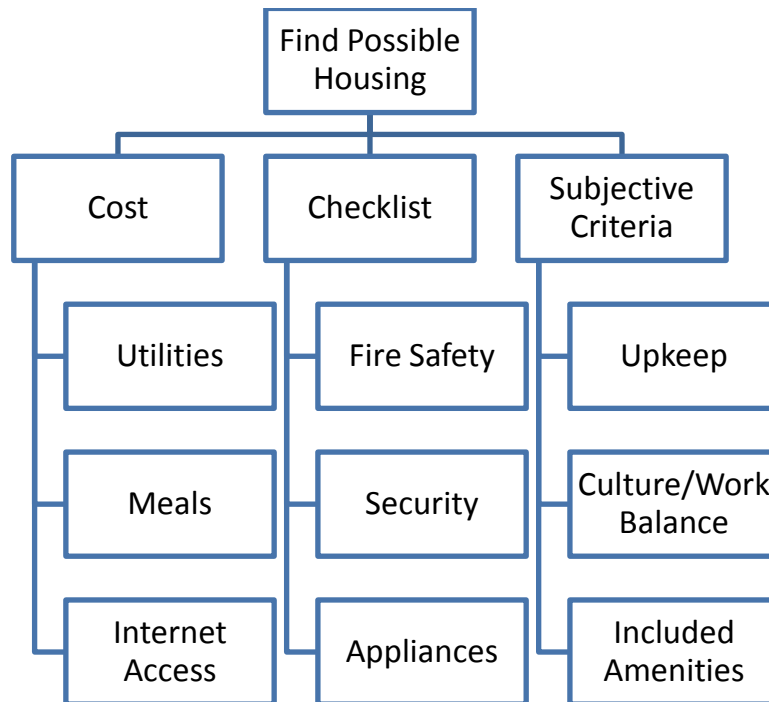 Find Possible
Housing
Cost
Checklist
Subjective
Criteria
Utilities
Fire Safety
Upkeep
Meals
Security
Culture/Work
Balance
Internet
Access
Appliances
Included
Amenities